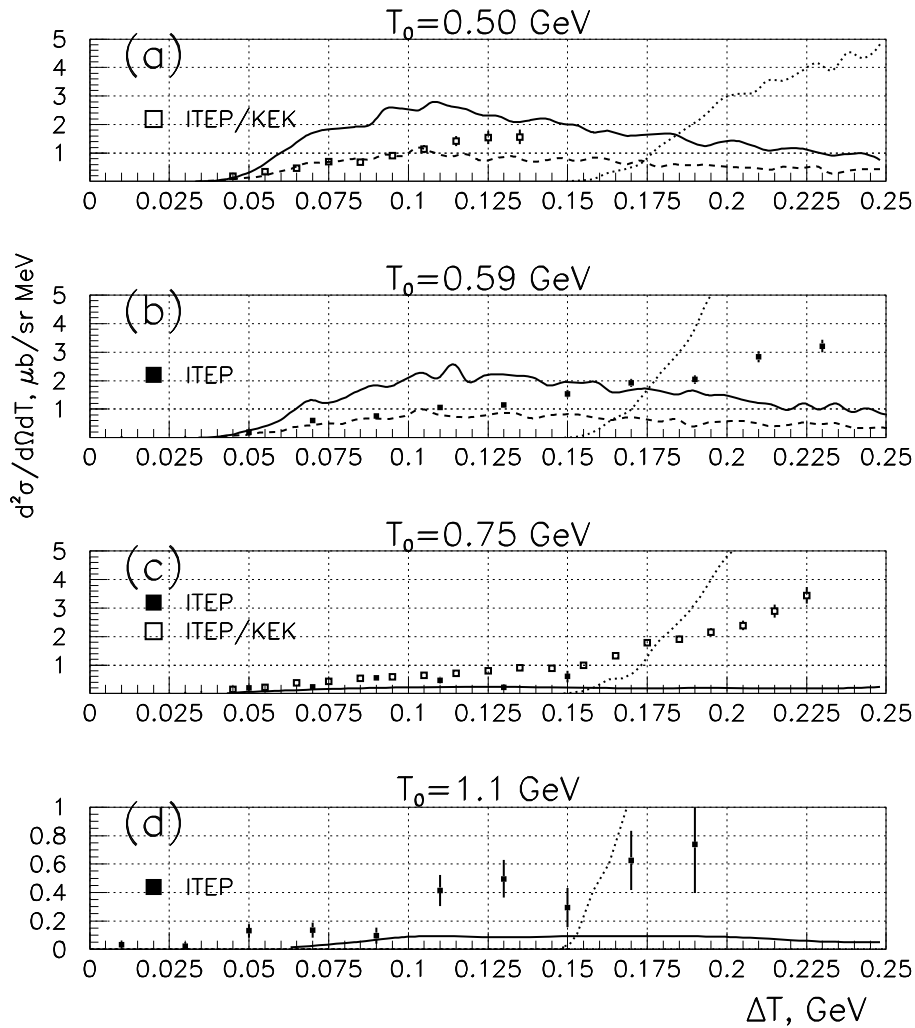 T₀=0.50 GeV
(a)
5
4
3
2
1
ITEP/KEK
0 0.025 0.05 0.075 0.1 0.125 0.15 0.175 0.2 0.225 0.25
d²σ/dΩdT, μb/sr MeV
T₀=0.59 GeV
(b)
5
4
3
2
1
ITEP
0 0.025 0.05 0.075 0.1 0.125 0.15 0.175 0.2 0.225 0.25
T₀=0.75 GeV
(c)
5
4
3
2
1
ITEP
ITEP/KEK
0 0.025 0.05 0.075 0.1 0.125 0.15 0.175 0.2 0.225 0.25
T₀=1.1 GeV
(d)
1
0.8
0.6
0.4
0.2
0
ITEP
0 0.025 0.05 0.075 0.1 0.125 0.15 0.175 0.2 0.225 0.25
ΔT, GeV